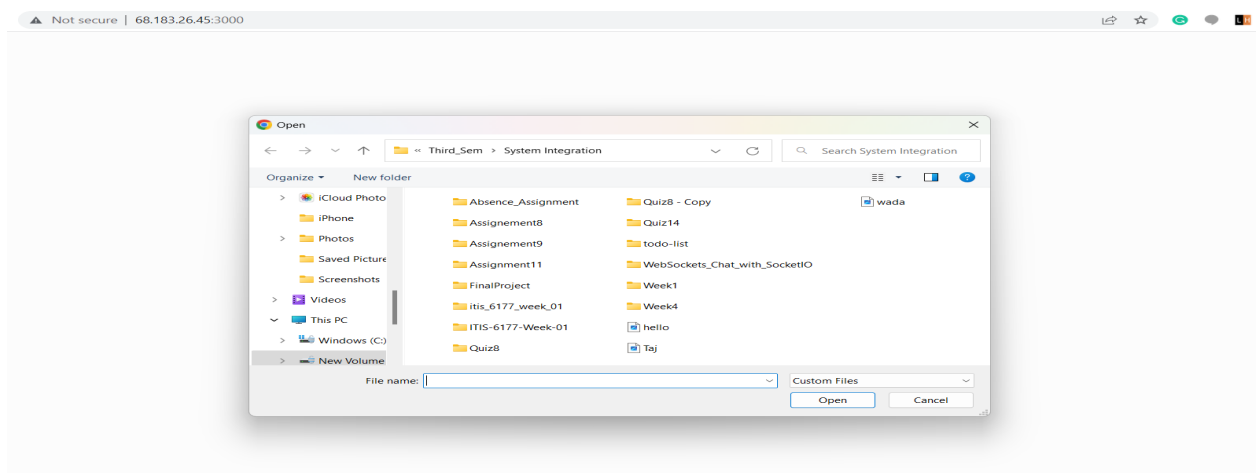 Not secure | 68.183.26.45:3000
LH
Open
« Third_Sem > System Integration
Search System Integration
Organize
New folder
iCloud Photo
iPhone
Photos
Saved Picture
Screenshots
Videos
This PC
Windows (C:)
New Volume
Absence_Assignment
Assignement8
Assignement9
Assignment11
FinalProject
itis_6177_week_01
ITIS-6177-Week-01
Quiz8
Quiz8 - Copy
Quiz14
todo-list
WebSockets_Chat_with_SocketIO
Week1
Week4
hello
Taj
wada
File name:
Custom Files
Open
Cancel